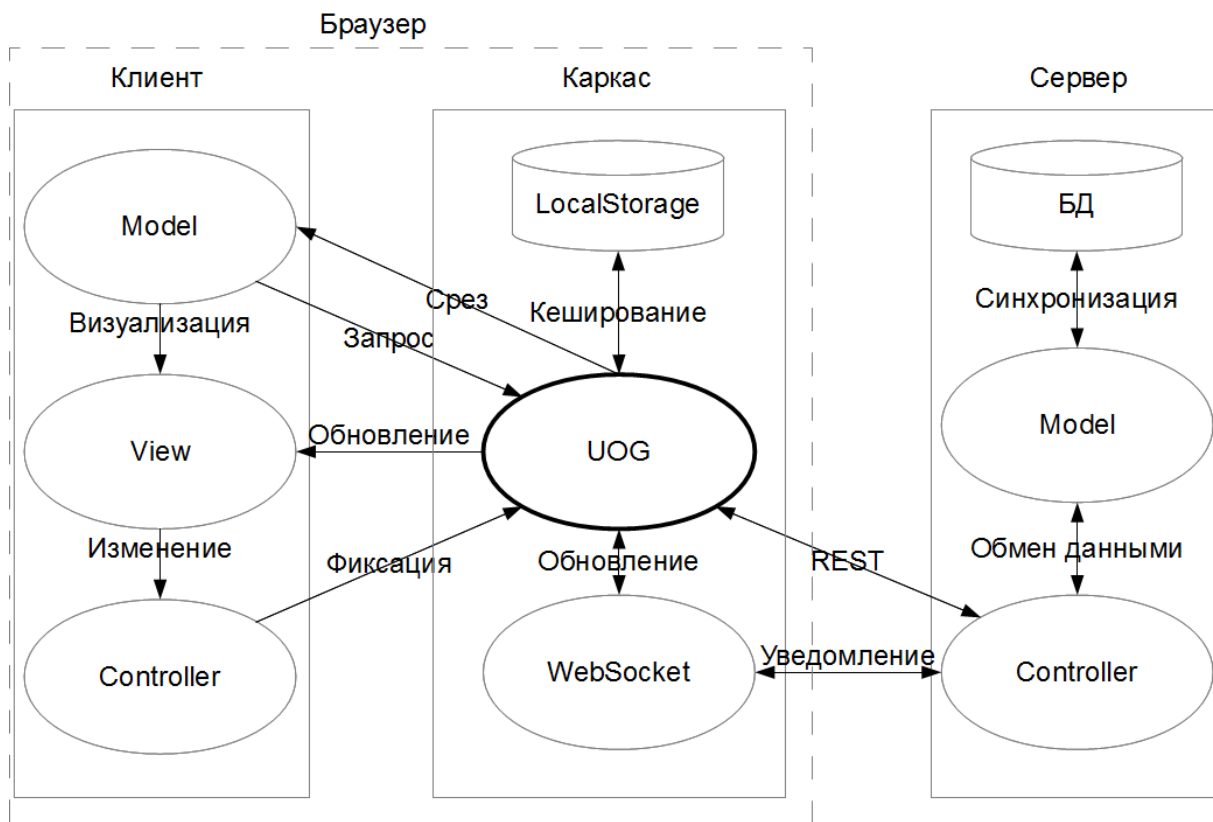 Браузер
Клиент
Каркас
Сервер
Model
LocalStorage
БД
Срез
Визуализация
Запрос
Кеширование
Синхронизация
View
Обновление
UOG
Model
Изменение
Фиксация
Обновление
REST
Обмен данными
Controller
WebSocket
Уведомление
Controller